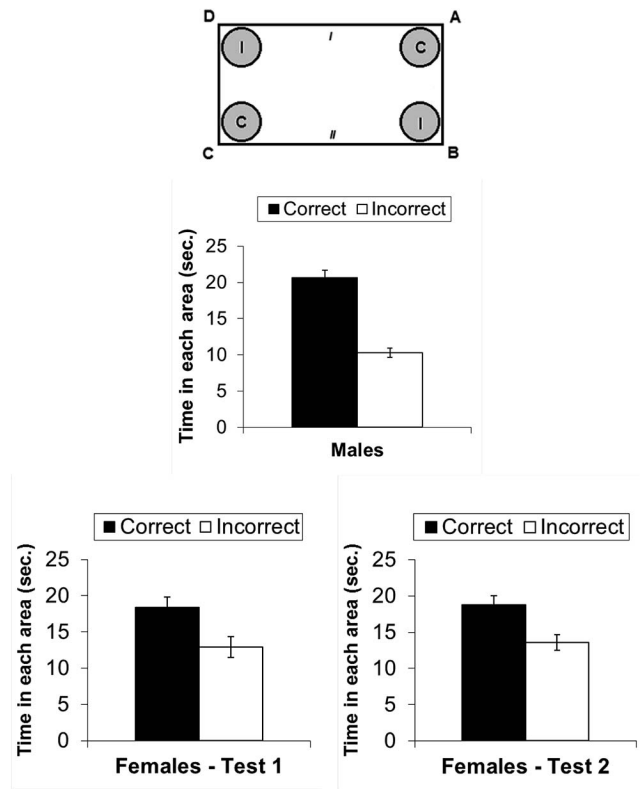 D I A
I C
C I
C II B
Correct Incorrect
Time in each area (sec.)
25
20
15
10
5
0
Males
Correct Incorrect
Time in each area (sec.)
25
20
15
10
5
0
Females - Test 1
Correct Incorrect
Time in each area (sec.)
25
20
15
10
5
0
Females - Test 2